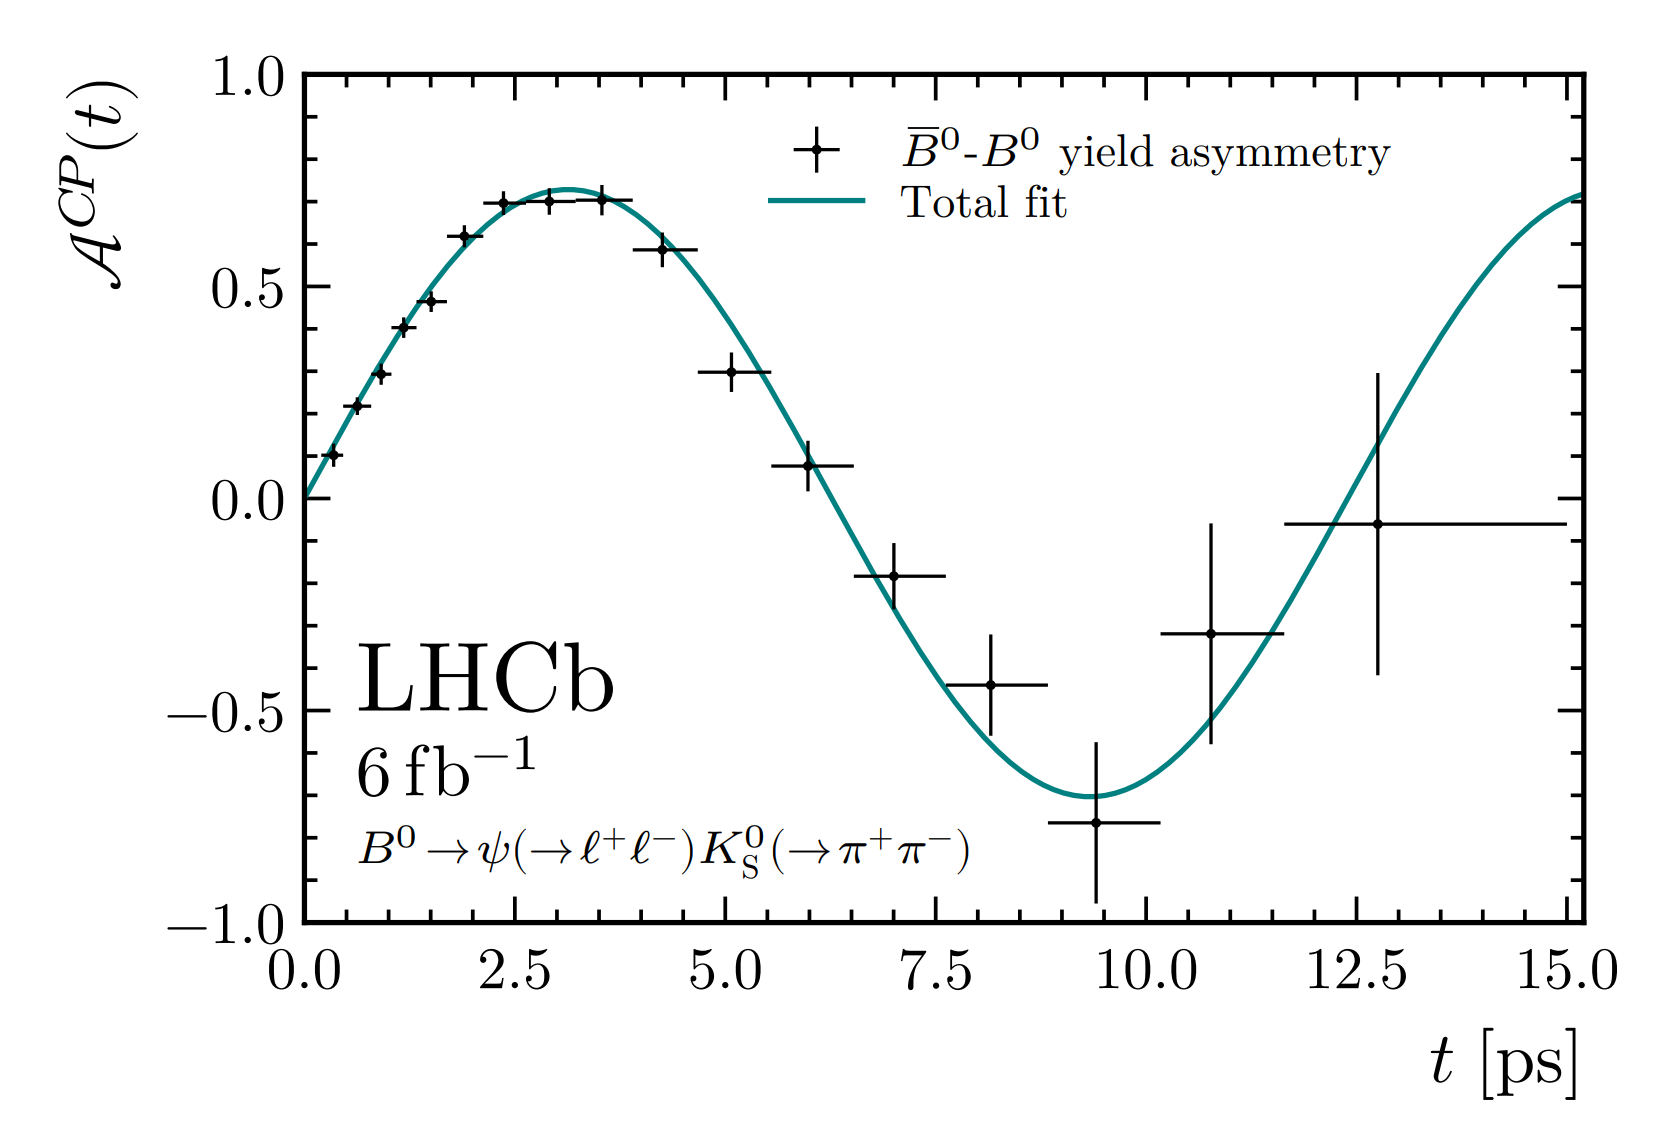 𝒜^{CP}(t)
1.0
0.5
0.0
−0.5
−1.0
B̅⁰-B⁰ yield asymmetry
Total fit
LHCb
6 fb⁻¹
B⁰→ψ(→ℓ⁺ℓ⁻)K_S⁰(→π⁺π⁻)
0.0 2.5 5.0 7.5 10.0 12.5 15.0
t [ps]